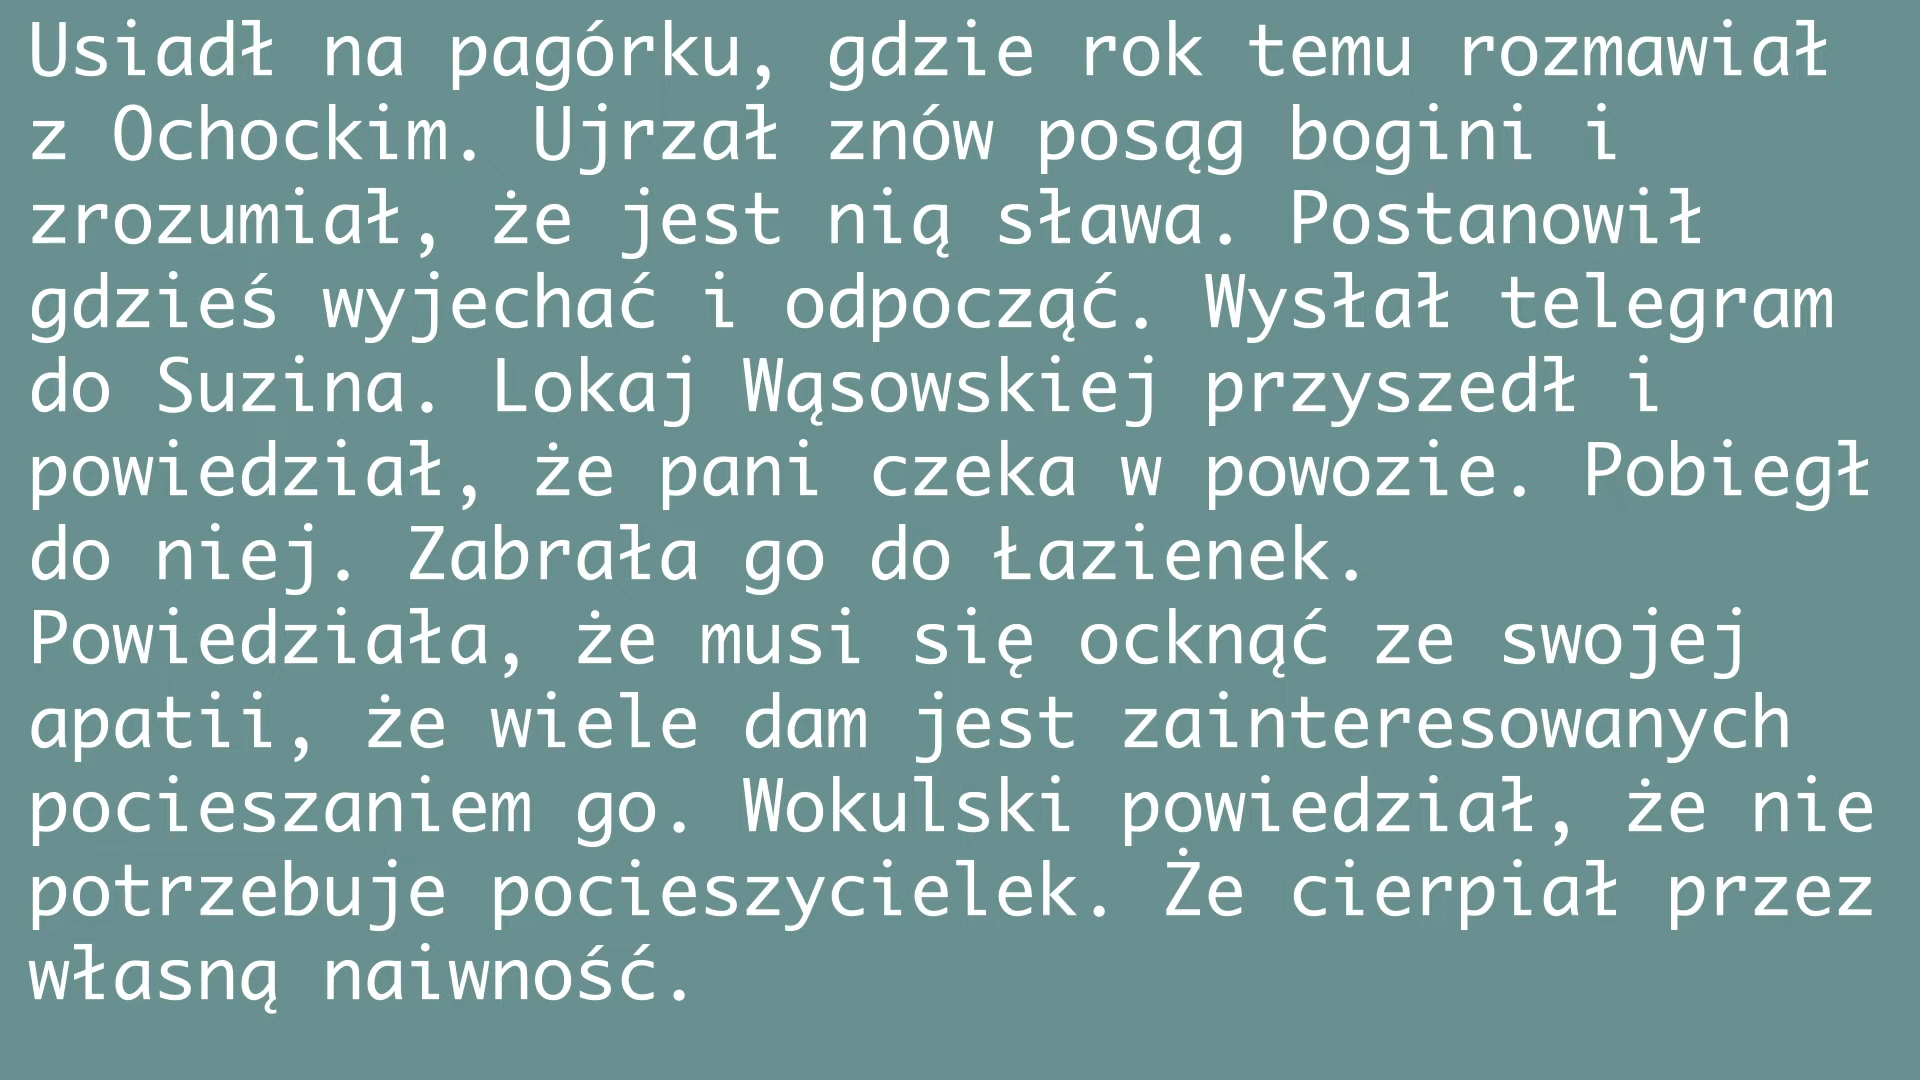 Usiadł na pagórku, gdzie rok temu rozmawiał
z Ochockim. Ujrzał znów posąg bogini i
zrozumiał, że jest nią sława. Postanowił
gdzieś wyjechać i odpocząć. Wysłał telegram
do Suzina. Lokaj Wąsowskiej przyszedł i
powiedział, że pani czeka w powozie. Pobiegł
do niej. Zabrała go do Łazienek.
Powiedziała, że musi się ocknąć ze swojej
apatii, że wiele dam jest zainteresowanych
pocieszaniem go. Wokulski powiedział, że nie
potrzebuje pocieszycielek. Że cierpiał przez
własną naiwność.